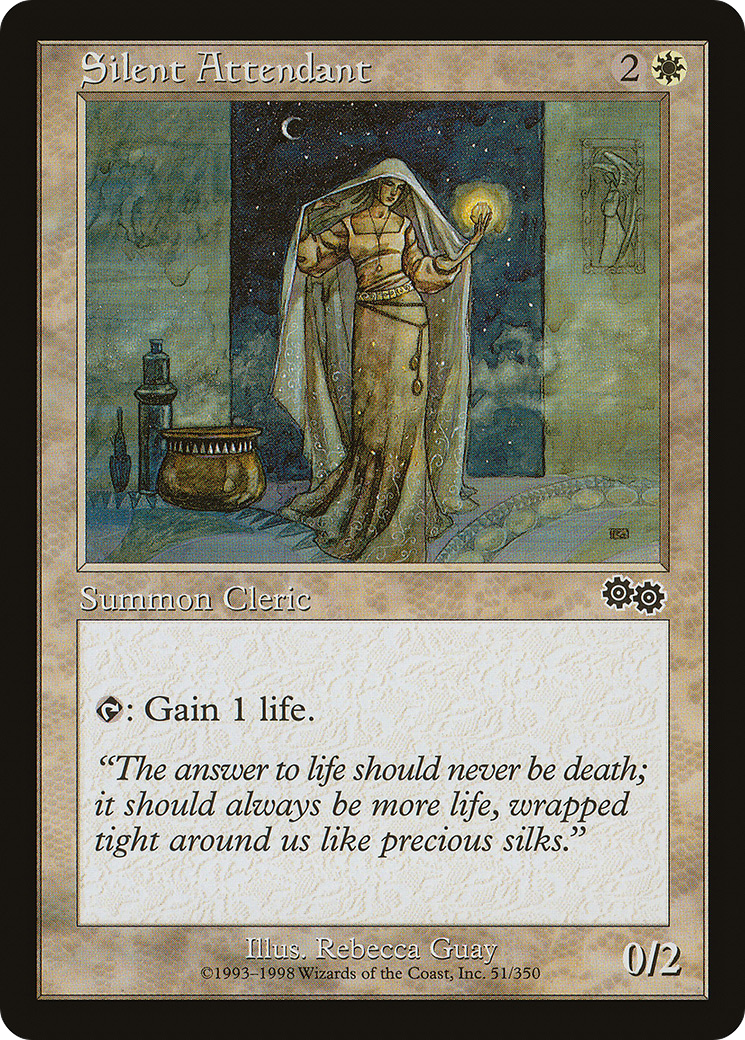 Silent Attendant 2
Summon Cleric
: Gain 1 life.
“The answer to life should never be death;
it should always be more life, wrapped
tight around us like precious silks.”
Illus. Rebecca Guay
©1993–1998 Wizards of the Coast, Inc. 51/350
0/2